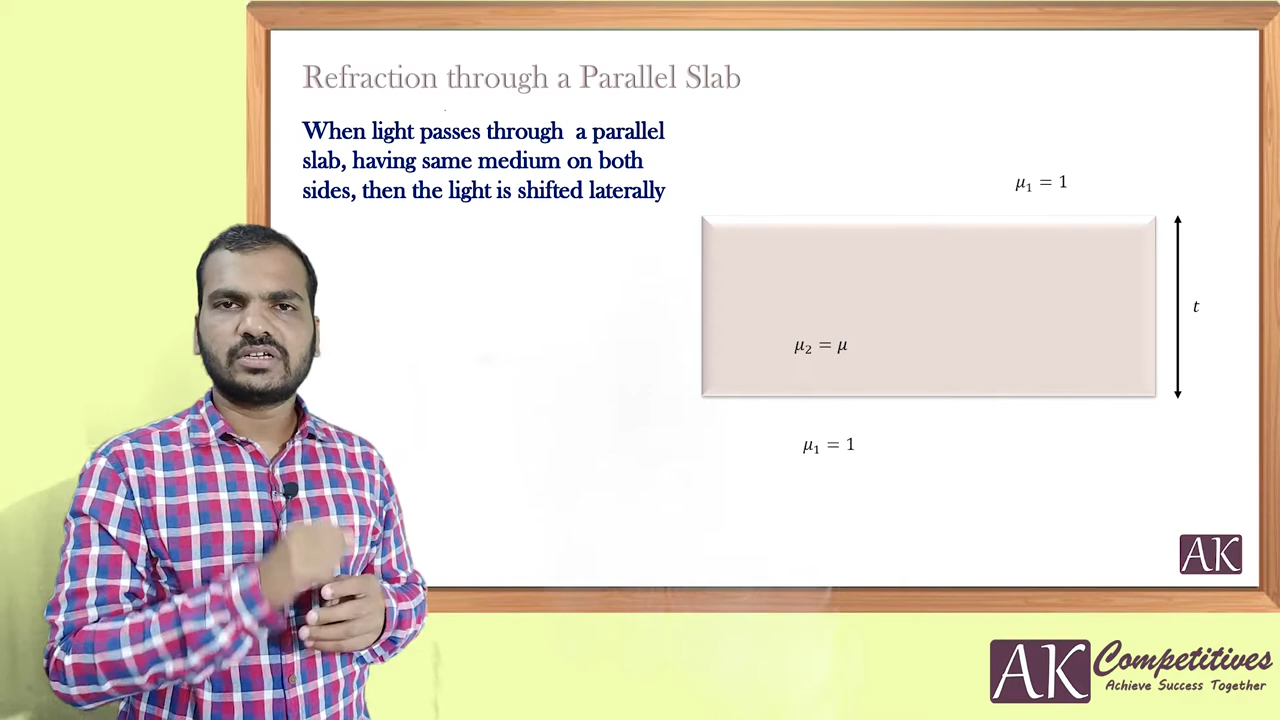 Refraction through a Parallel Slab
When light passes through a parallel
slab, having same medium on both
sides, then the light is shifted laterally
μ₁ = 1
t
μ₂ = μ
μ₁ = 1
AK
AK Competitives
Achieve Success Together